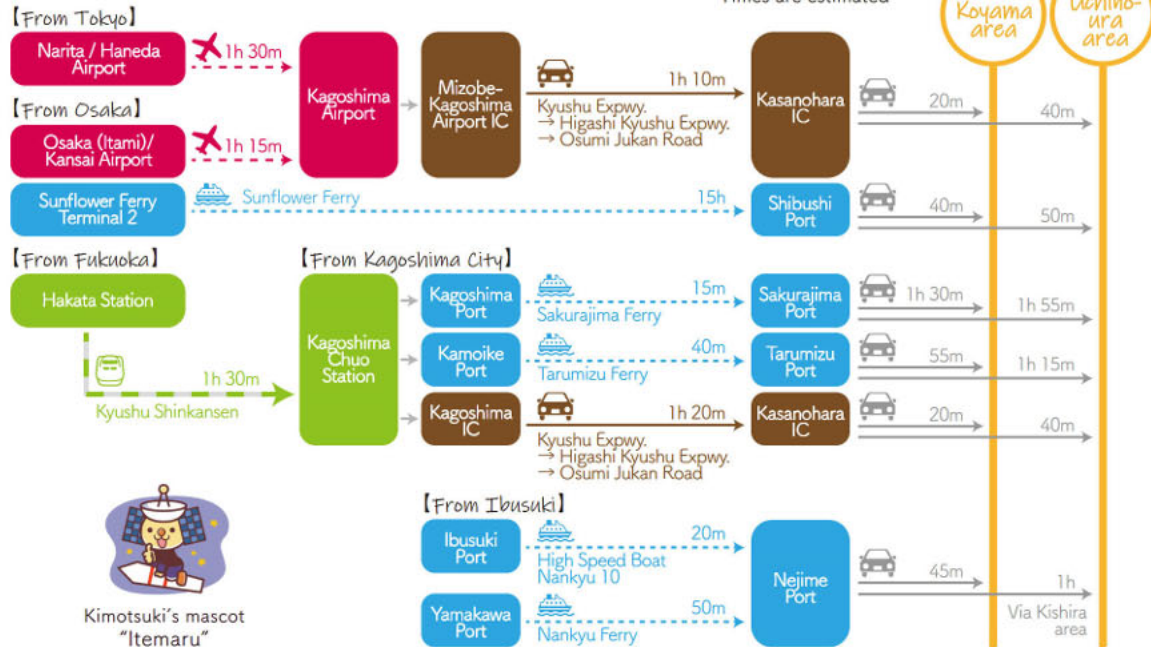 Times are estimated
Koyama
area
Uchino-
ura
area
【From Tokyo】
Narita / Haneda
Airport
1h 30m
Kagoshima
Airport
Mizobe-
Kagoshima
Airport IC
1h 10m
Kyushu Expwy.
→ Higashi Kyushu Expwy.
→ Osumi Jukan Road
Kasanohara
IC
20m
40m
【From Osaka】
Osaka (Itami)/
Kansai Airport
1h 15m
Sunflower Ferry
Terminal 2
Sunflower Ferry
15h
Shibushi
Port
40m
50m
【From Fukuoka】
Hakata Station
1h 30m
Kyushu Shinkansen
【From Kagoshima City】
Kagoshima
Chuo
Station
Kagoshima
Port
15m
Sakurajima Ferry
Sakurajima
Port
1h 30m
1h 55m
Kamoike
Port
40m
Tarumizu Ferry
Tarumizu
Port
55m
1h 15m
Kagoshima
IC
1h 20m
Kyushu Expwy.
→ Higashi Kyushu Expwy.
→ Osumi Jukan Road
Kasanohara
IC
20m
40m
【From Ibusuki】
Ibusuki
Port
20m
High Speed Boat
Nankyu 10
Yamakawa
Port
50m
Nankyu Ferry
Nejime
Port
45m
1h
Via Kishira
area
Kimotsuki's mascot
"Itemaru"